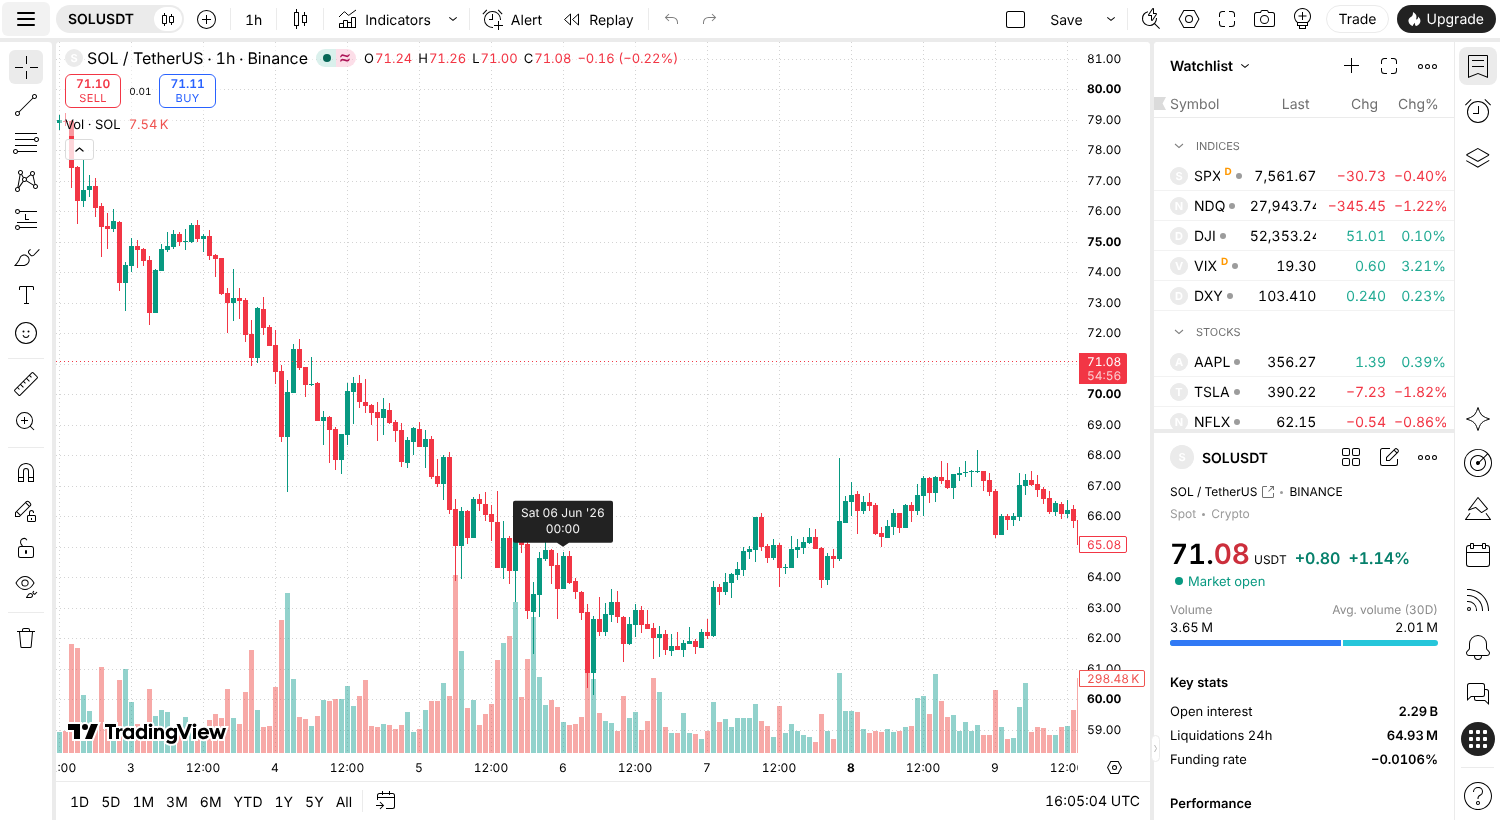 SOLUSDT
1h
Indicators
Alert
Replay
Save
Trade
Upgrade
SOL / TetherUS · 1h · Binance
O71.24 H71.26 L71.00 C71.08 −0.16 (−0.22%)
71.10
SELL
0.01
71.11
BUY
Vol · SOL 7.54 K
81.00
80.00
79.00
78.00
77.00
76.00
75.00
74.00
73.00
72.00
71.08
54:56
70.00
69.00
68.00
67.00
66.00
65.08
64.00
63.00
62.00
61.00
298.48 K
60.00
59.00
Sat 06 Jun '26
00:00
TradingView
:00 3 12:00 4 12:00 5 12:00 6 12:00 7 12:00 8 12:00 9 12:0
1D 5D 1M 3M 6M YTD 1Y 5Y All
16:05:04 UTC
Watchlist
Symbol Last Chg Chg%
INDICES
S SPX D 7,561.67 −30.73 −0.40%
N NDQ 27,943.74 −345.45 −1.22%
D DJI 52,353.24 51.01 0.10%
V VIX D 19.30 0.60 3.21%
D DXY 103.410 0.240 0.23%
STOCKS
A AAPL 356.27 1.39 0.39%
T TSLA 390.22 −7.23 −1.82%
N NFLX 62.15 −0.54 −0.86%
S SOLUSDT
SOL / TetherUS • BINANCE
Spot • Crypto
71.08 USDT +0.80 +1.14%
Market open
Volume Avg. volume (30D)
3.65 M 2.01 M
Key stats
Open interest 2.29 B
Liquidations 24h 64.93 M
Funding rate −0.0106%
Performance